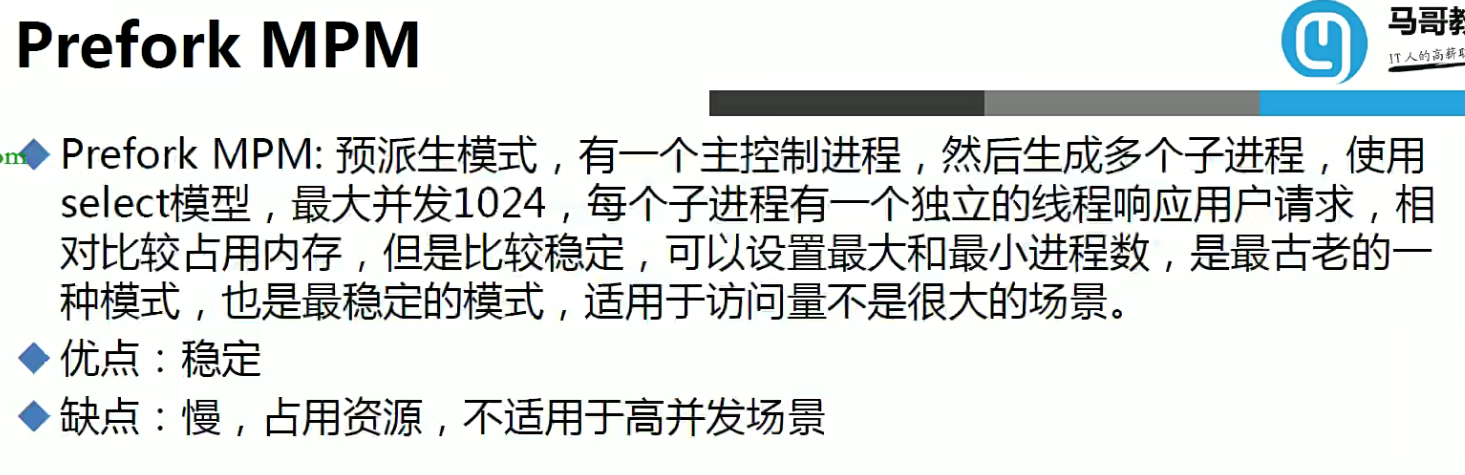 Prefork MPM
马哥教
IT人的高薪职
om
Prefork MPM: 预派生模式，有一个主控制进程，然后生成多个子进程，使用
select模型，最大并发1024，每个子进程有一个独立的线程响应用户请求，相
对比较占用内存，但是比较稳定，可以设置最大和最小进程数，是最古老的一
种模式，也是最稳定的模式，适用于访问量不是很大的场景。
优点：稳定
缺点：慢，占用资源，不适用于高并发场景